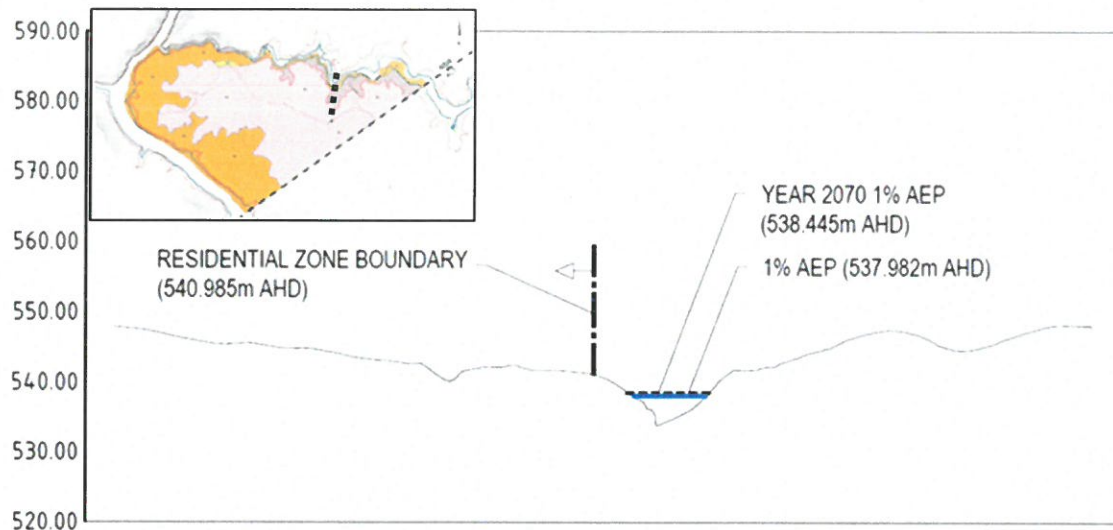 590.00
580.00
570.00
560.00
550.00
540.00
530.00
520.00
YEAR 2070 1% AEP
(538.445m AHD)
RESIDENTIAL ZONE BOUNDARY
(540.985m AHD)
1% AEP (537.982m AHD)